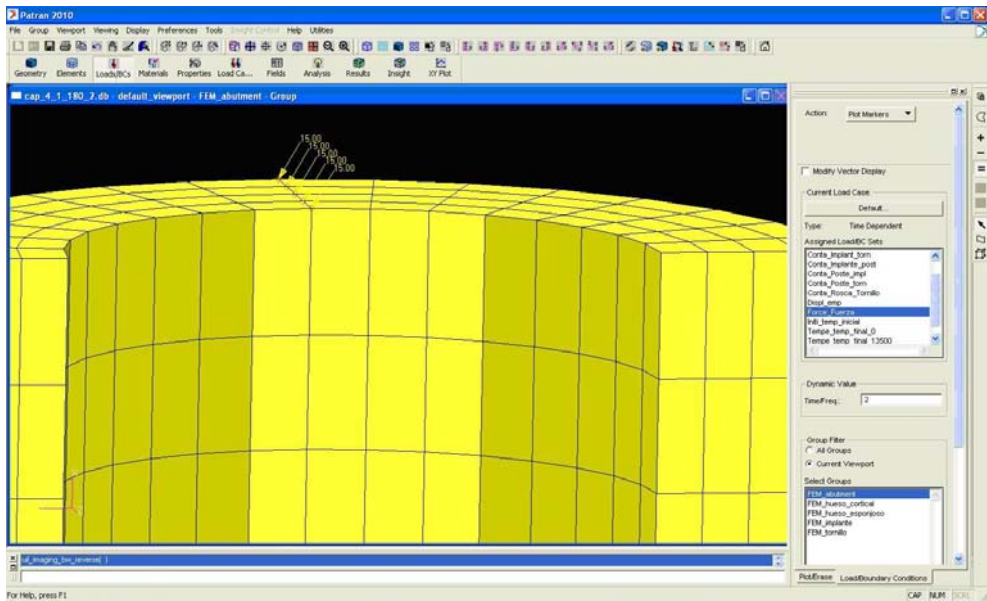 Patran 2010
File Group Viewport Viewing Display Preferences Tools Insight Control Help Utilities
Geometry Elements Loads/BCs Materials Properties Load Ca... Fields Analysis Results Insight XY Plot
cap_4_1_180_2.db - default_viewport - FEM_abutment - Group
15.00
15.00
15.00
15.00
15.00
Action: Plot Markers
Modify Vector Display
Current Load Case
Default...
Type: Time Dependent
Assigned Load/BC Sets
Conta_Implant_torn
Conta_Implante_post
Conta_Poste_impl
Conta_Poste_torn
Conta_Rosca_Tornillo
Displ_emp
Force_Fuerza
Initi_temp_inicial
Tempe_temp_final_0
Tempe_temp_final_13500
Dynamic Value
Time/Freq.: 2
Group Filter
All Groups
Current Viewport
Select Groups
FEM_abutment
FEM_hueso_cortical
FEM_hueso_esponjoso
FEM_implante
FEM_tornillo
uil_imaging_bw_reverse( )
Plot/Erase Load/Boundary Conditions
For Help, press F1
CAP NUM SCRL